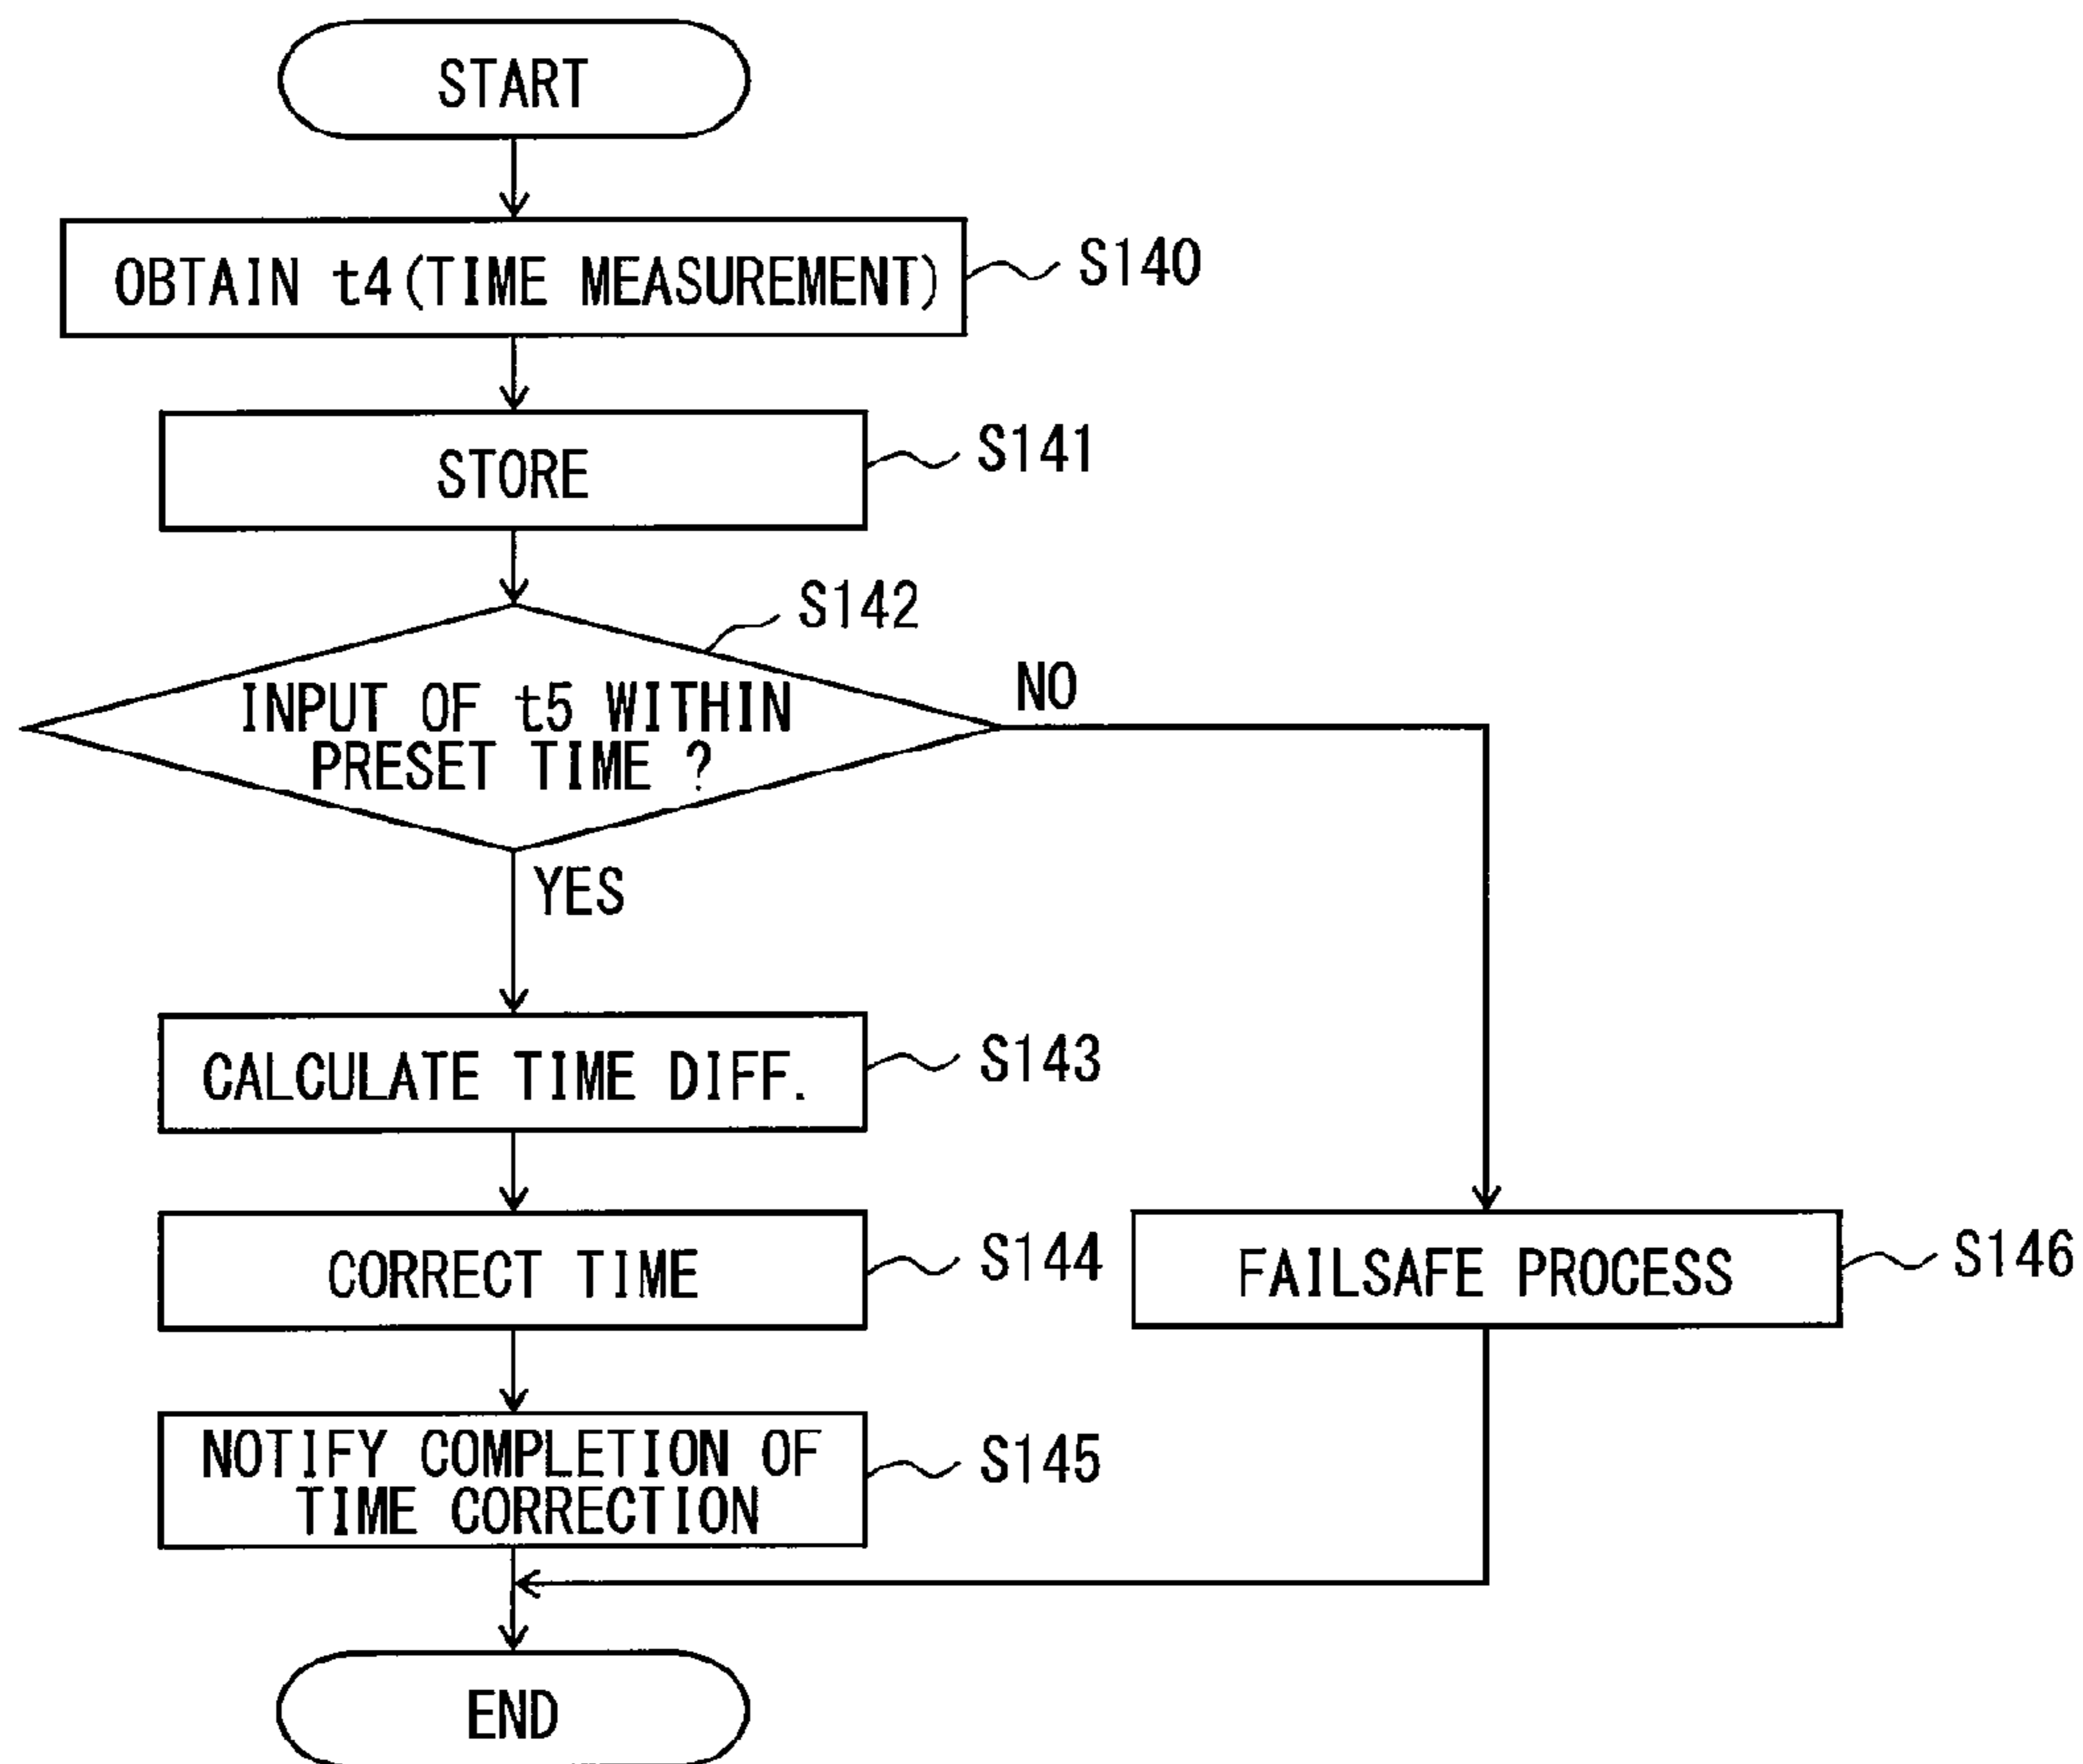 START
OBTAIN t4(TIME MEASUREMENT)
S140
STORE
S141
S142
INPUT OF t5 WITHIN
PRESET TIME ?
NO
YES
CALCULATE TIME DIFF.
S143
CORRECT TIME
S144
FAILSAFE PROCESS
S146
NOTIFY COMPLETION OF
TIME CORRECTION
S145
END